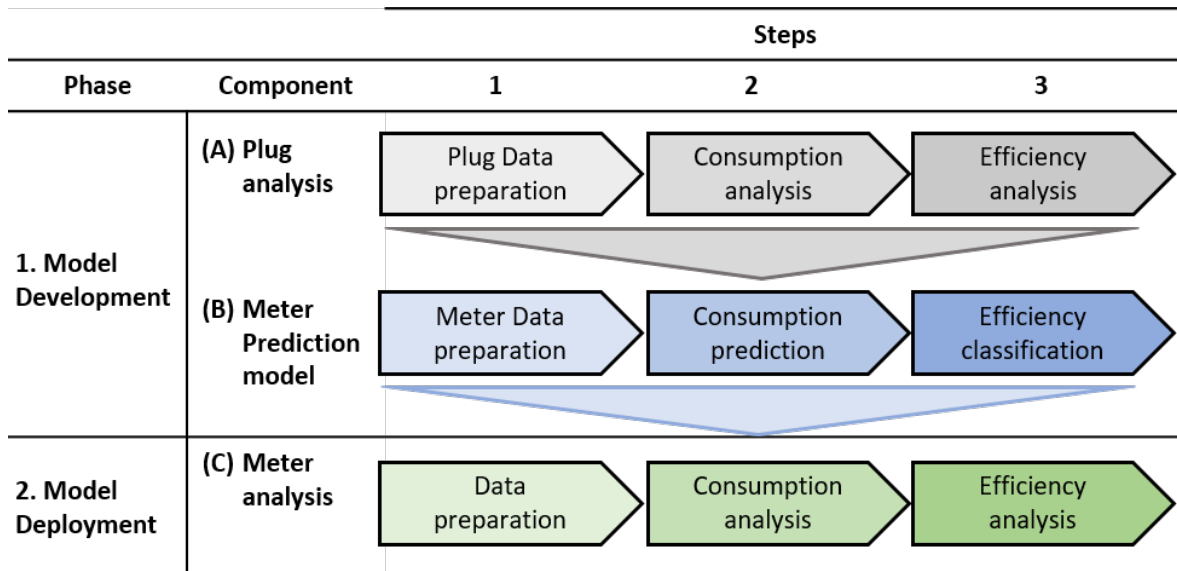 Steps
Phase Component 1 2 3
(A) Plug
analysis
Plug Data
preparation
Consumption
analysis
Efficiency
analysis
1. Model
Development
(B) Meter
Prediction
model
Meter Data
preparation
Consumption
prediction
Efficiency
classification
2. Model
Deployment
(C) Meter
analysis
Data
preparation
Consumption
analysis
Efficiency
analysis